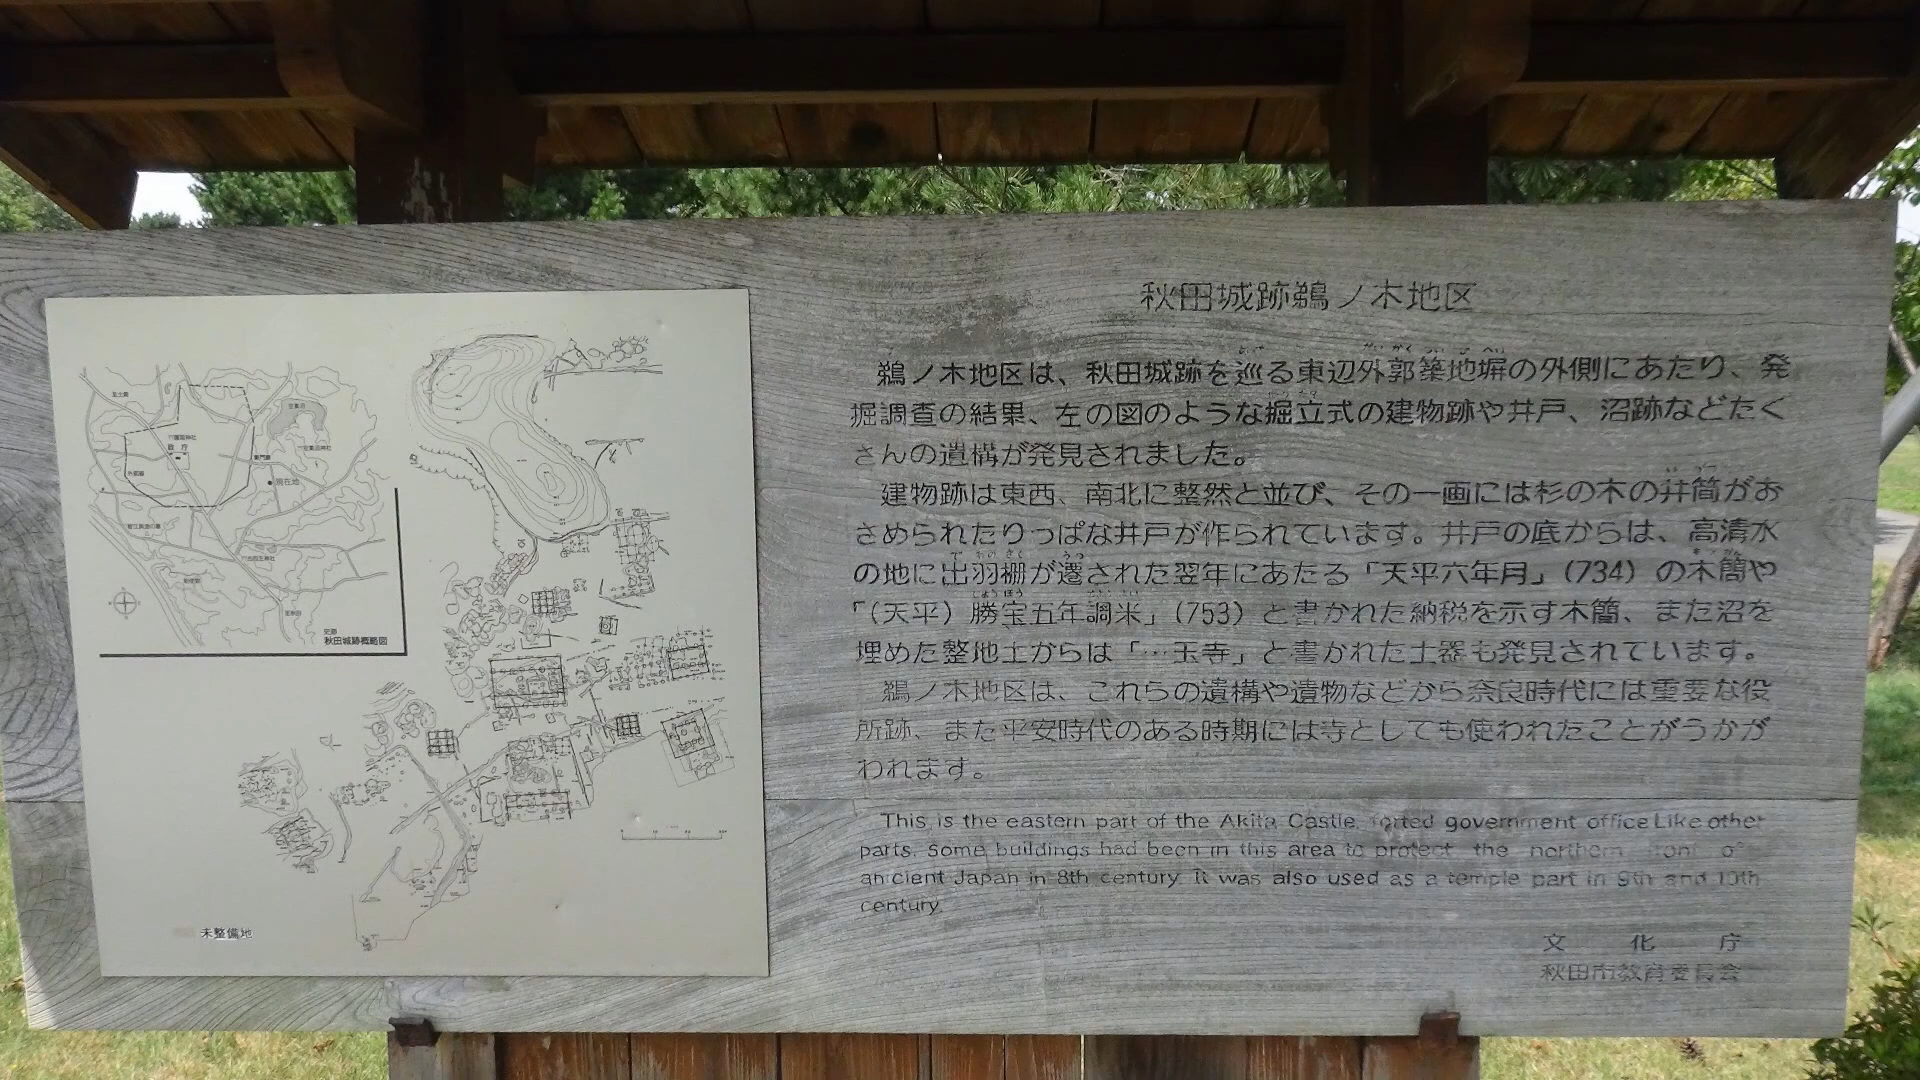 秋田城跡鵜ノ木地区
鵜ノ木地区は、秋田城跡を巡る東辺外郭築地塀の外側にあたり、発
掘調査の結果、左の図のような掘立式の建物跡や井戸、沼跡などたく
さんの遺構が発見されました。
建物跡は東西、南北に整然と並び、その一画には杉の木の井筒がお
さめられたりっぱな井戸が作られています。井戸の底からは、高清水
の地に出羽柵が遷された翌年にあたる「天平六年月」(734)の木簡や
「(天平)勝宝五年調米」(753)と書かれた納税を示す木簡、また沼を
埋めた整地土からは「…玉寺」と書かれた土器も発見されています。
鵜ノ木地区は、これらの遺構や遺物などから奈良時代には重要な役
所跡、また平安時代のある時期には寺としても使われたことがうかが
われます。
This is the eastern part of the Akita Castle, forted government office Like other
parts. Some buildings had been in this area to protect the northern front of
ancient Japan in 8th century. It was also used as a temple part in 9th and 10th
century.
文化庁
秋田市教育委員会
政庁
外郭線
東門跡
現在地
史跡
秋田城跡概略図
未整備地